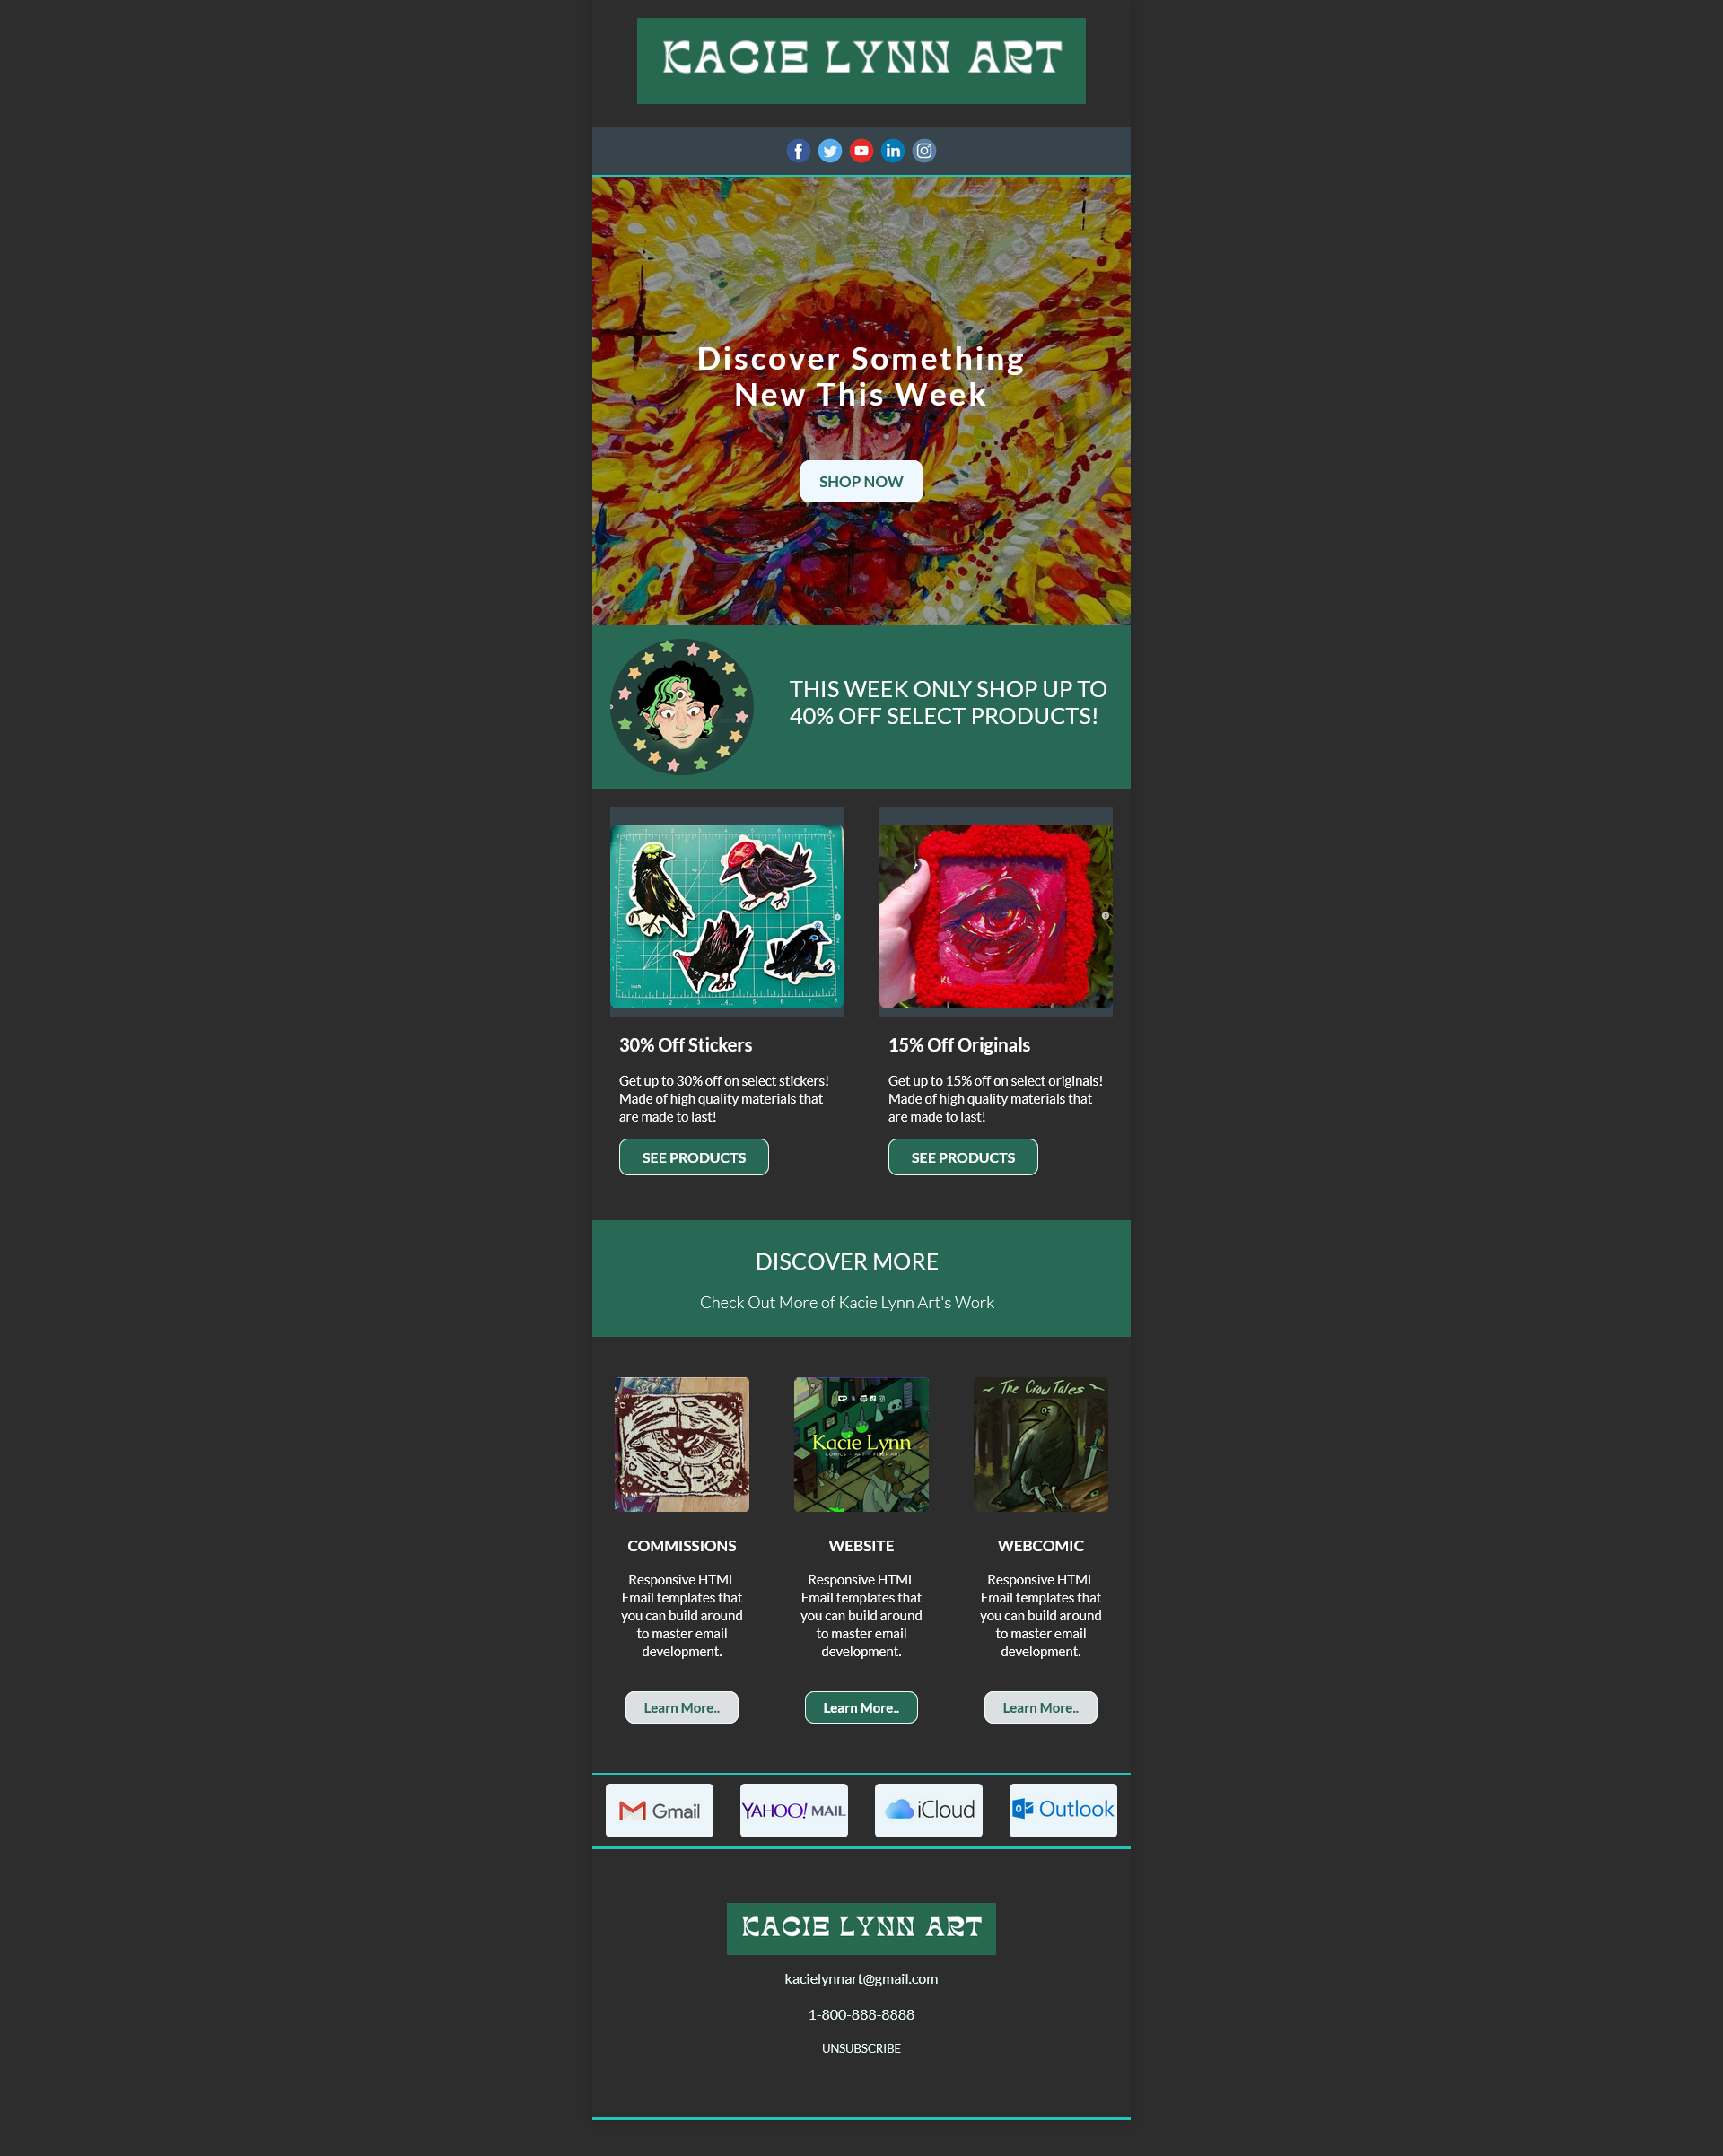 KACIE LYNN ART
Discover Something
New This Week
SHOP NOW
THIS WEEK ONLY SHOP UP TO
40% OFF SELECT PRODUCTS!
KL
30% Off Stickers
Get up to 30% off on select stickers!
Made of high quality materials that
are made to last!
SEE PRODUCTS
15% Off Originals
Get up to 15% off on select originals!
Made of high quality materials that
are made to last!
SEE PRODUCTS
DISCOVER MORE
Check Out More of Kacie Lynn Art's Work
Kacie Lynn
The Crow Tales
COMMISSIONS
Responsive HTML
Email templates that
you can build around
to master email
development.
Learn More..
WEBSITE
Responsive HTML
Email templates that
you can build around
to master email
development.
Learn More..
WEBCOMIC
Responsive HTML
Email templates that
you can build around
to master email
development.
Learn More..
Gmail
YAHOO! MAIL
iCloud
Outlook
KACIE LYNN ART
kacielynnart@gmail.com
1-800-888-8888
UNSUBSCRIBE